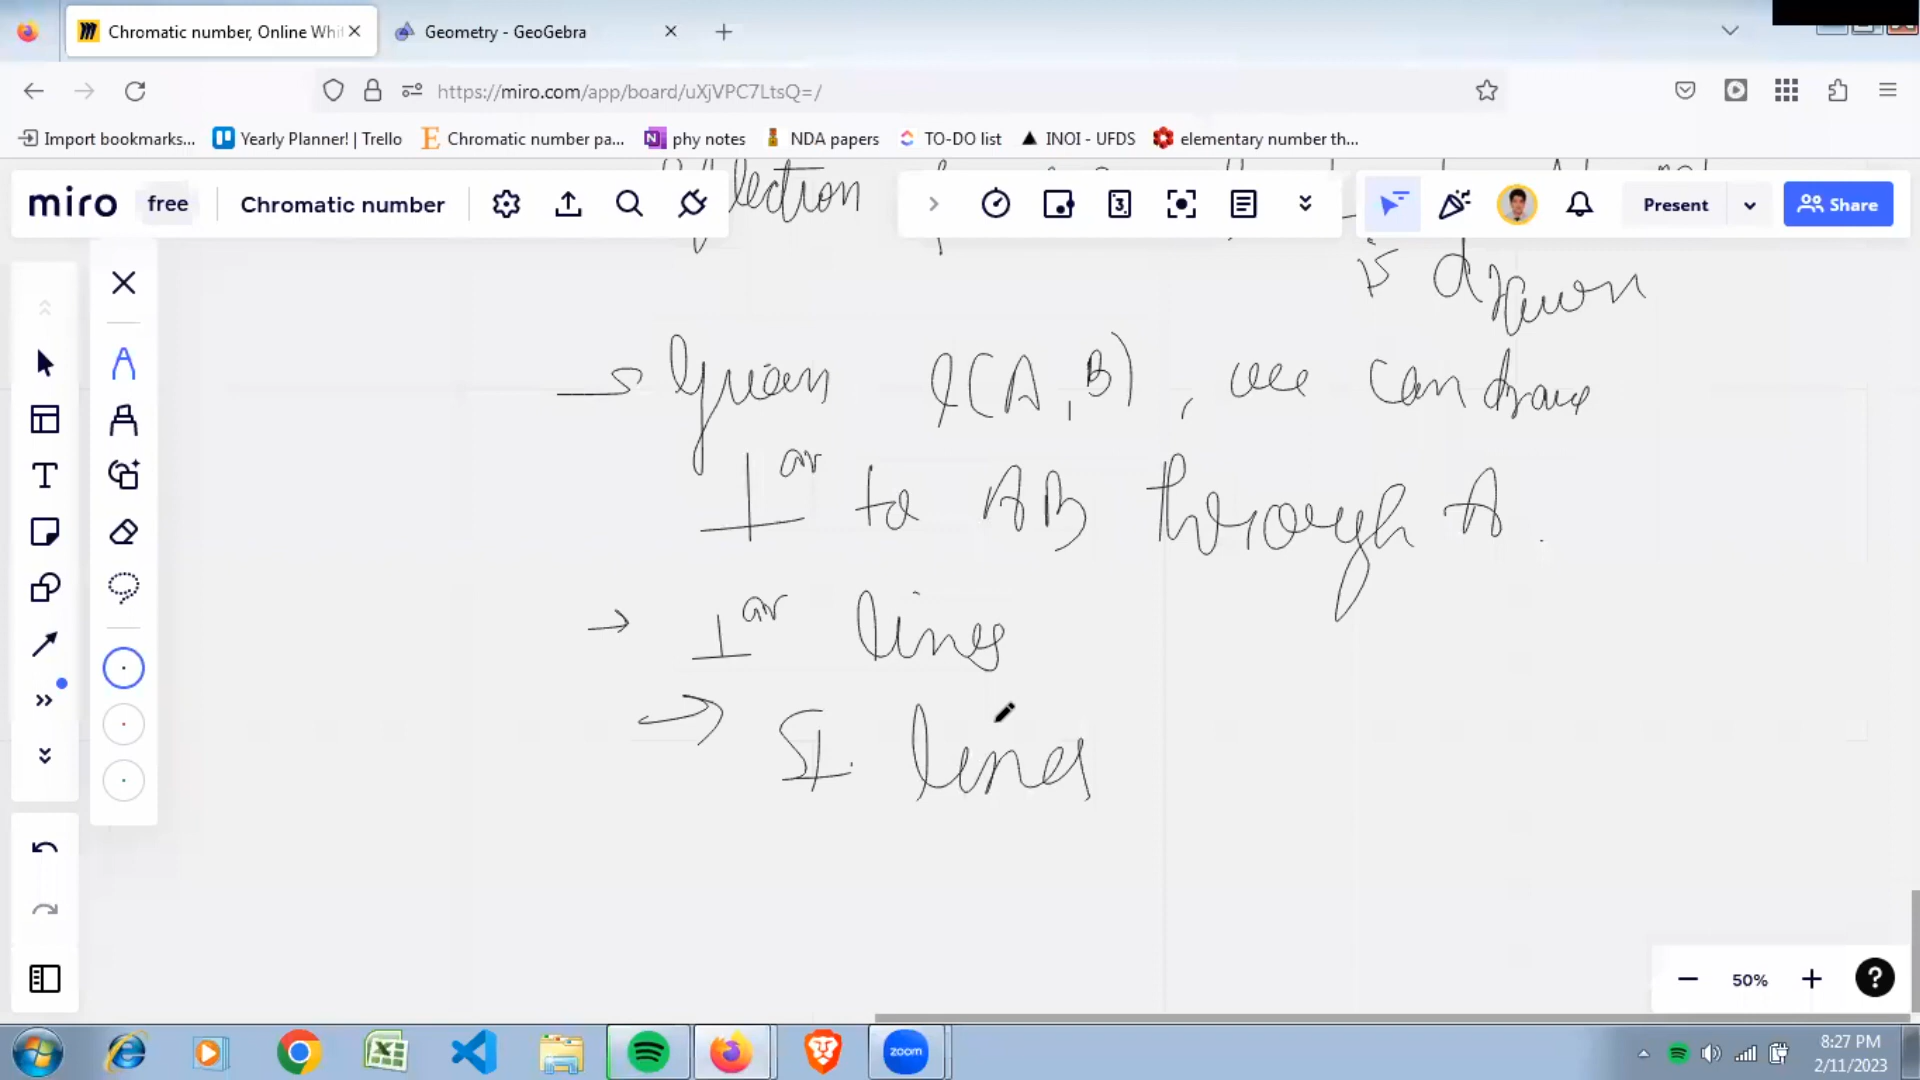 Chromatic number, Online Whi
Geometry - GeoGebra
https://miro.com/app/board/uXjVPC7LtsQ=/
Import bookmarks...
Yearly Planner! | Trello
Chromatic number pa...
phy notes
NDA papers
TO-DO list
INOI - UFDS
elementary number th...
miro
free
Chromatic number
3
Present
Share
is drawn
→ Given l(A,B), we can draw
⊥ar to AB through A.
→ ⊥ar lines
→ St. lines
50%
zoom
8:27 PM
2/11/2023